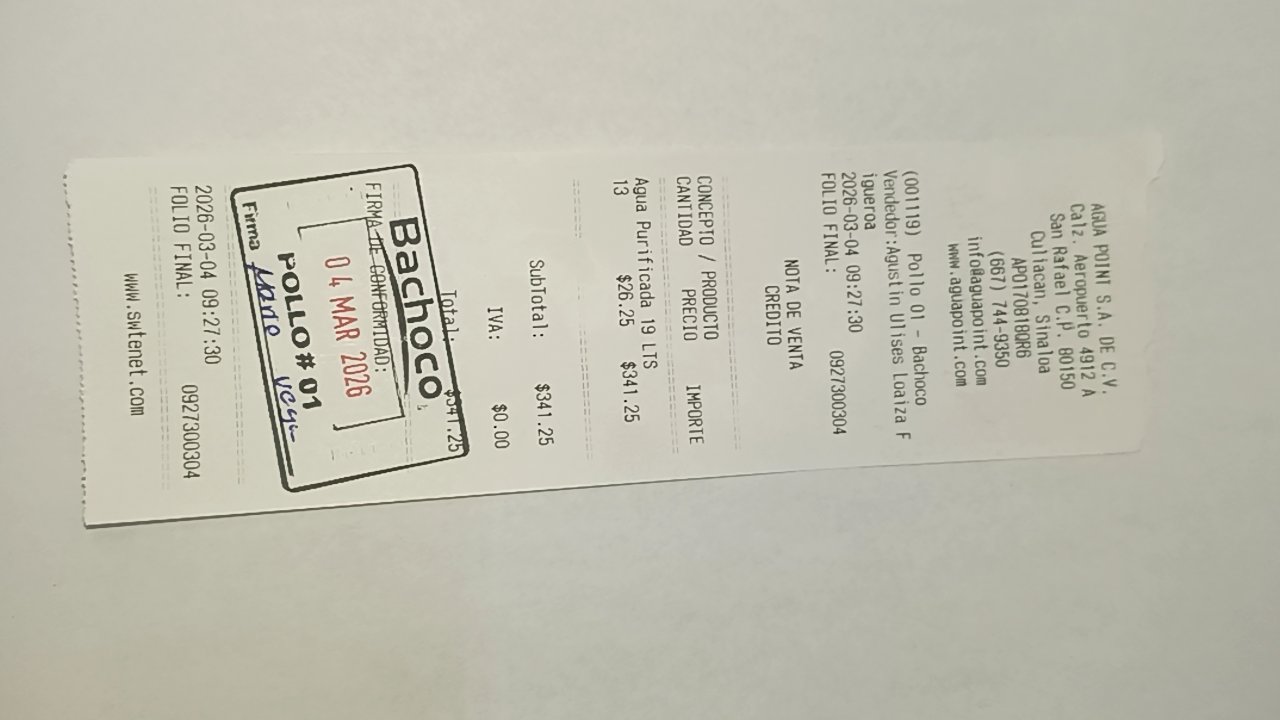 AGUA POINT S.A. DE C.V.
Calz. Aeropuerto 4912 A
San Rafael C.P. 80150
Culiacan, Sinaloa
APO170818QR6
(667) 744-9350
info@aguapoint.com
www.aguapoint.com
(001119) Pollo 01 - Bachoco
Vendedor:Agustin Ulises Loaiza F
igueroa
2026-03-04 09:27:30
FOLIO FINAL: 0927300304
NOTA DE VENTA
CREDITO
CONCEPTO / PRODUCTO
CANTIDAD PRECIO IMPORTE
Agua Purificada 19 LTS
13 $26.25 $341.25
SubTotal: $341.25
IVA: $0.00
Total: $341.25
Bachoco
FIRMA DE CONFORMIDAD:
04 MAR 2026
POLLO# 01
Firma
2026-03-04 09:27:30
FOLIO FINAL: 0927300304
www.swtenet.com